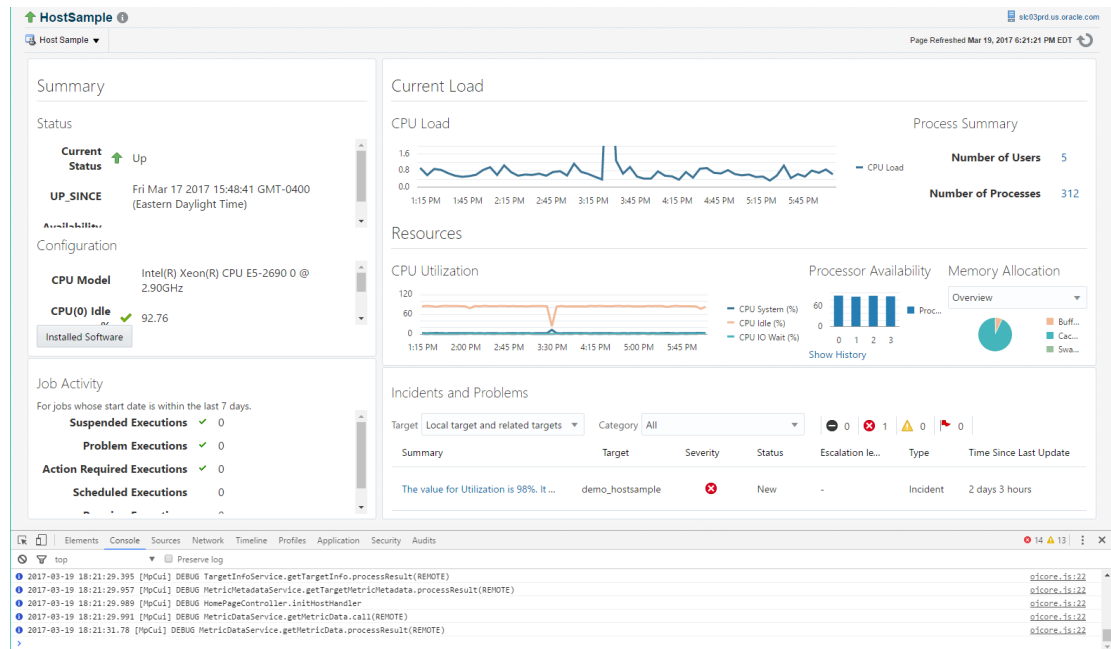 HostSample
slc03prd.us.oracle.com
Host Sample
Page Refreshed Mar 19, 2017 6:21:21 PM EDT
Summary
Status
Current Status
Up
UP_SINCE
Fri Mar 17 2017 15:48:41 GMT-0400
(Eastern Daylight Time)
Availability
Configuration
CPU Model
Intel(R) Xeon(R) CPU E5-2690 0 @
2.90GHz
CPU(0) Idle
%
92.76
Installed Software
Job Activity
For jobs whose start date is within the last 7 days.
Suspended Executions 0
Problem Executions 0
Action Required Executions 0
Scheduled Executions 0
Current Load
CPU Load
1.6
0.8
0.0
1:15 PM 1:45 PM 2:15 PM 2:45 PM 3:15 PM 3:45 PM 4:15 PM 4:45 PM 5:15 PM 5:45 PM
CPU Load
Process Summary
Number of Users 5
Number of Processes 312
Resources
CPU Utilization
120
60
0
1:15 PM 2:00 PM 2:45 PM 3:30 PM 4:15 PM 5:00 PM 5:45 PM
CPU System (%)
CPU Idle (%)
CPU IO Wait (%)
Processor Availability
60
0
0 1 2 3
Proc...
Show History
Memory Allocation
Overview
Buff...
Cac...
Swa...
Incidents and Problems
Target Local target and related targets Category All 0 1 0 0
Summary Target Severity Status Escalation le... Type Time Since Last Update
The value for Utilization is 98%. It ... demo_hostsample New - Incident 2 days 3 hours
Elements Console Sources Network Timeline Profiles Application Security Audits 14 13
top Preserve log
2017-03-19 18:21:29.395 [MpCui] DEBUG TargetInfoService.getTargetInfo.processResult(REMOTE) ojcore.js:22
2017-03-19 18:21:29.957 [MpCui] DEBUG MetricMetadataService.getTargetMetricMetadata.processResult(REMOTE) ojcore.js:22
2017-03-19 18:21:29.989 [MpCui] DEBUG HomePageController.initHostHandler ojcore.js:22
2017-03-19 18:21:29.991 [MpCui] DEBUG MetricDataService.getMetricData.call(REMOTE) ojcore.js:22
2017-03-19 18:21:31.78 [MpCui] DEBUG MetricDataService.getMetricData.processResult(REMOTE) ojcore.js:22